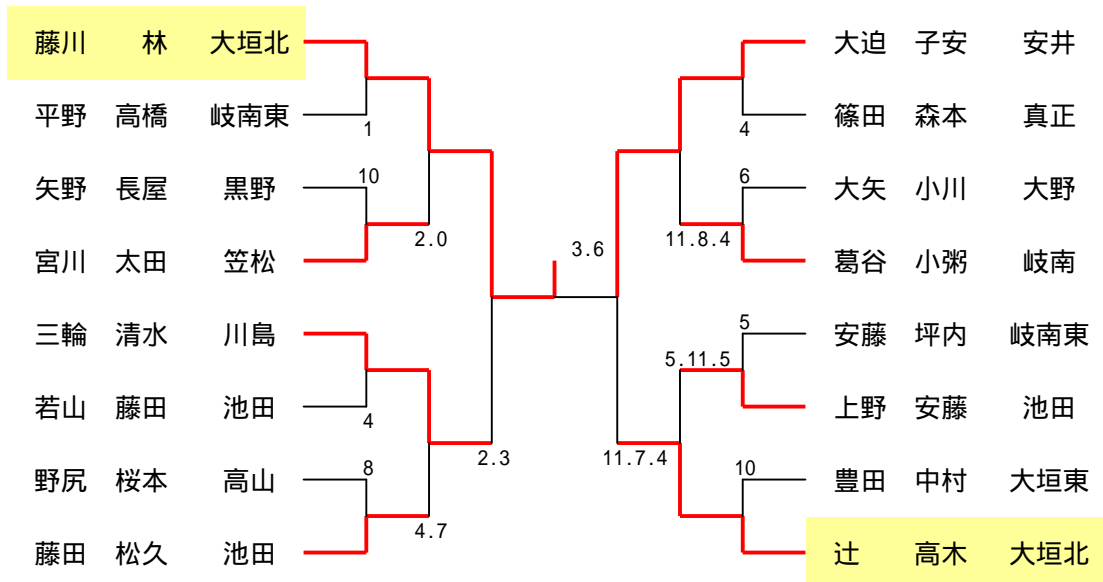 藤川 林 大垣北
平野 高橋 岐南東
1
矢野 長屋 黒野
10
宮川 太田 笠松
2.0
三輪 清水 川島
若山 藤田 池田
4
野尻 桜本 高山
8
藤田 松久 池田
4.7
2.3
3.6
大迫 子安 安井
篠田 森本 真正
4
大矢 小川 大野
6
葛谷 小粥 岐南
11.8.4
安藤 坪内 岐南東
5
上野 安藤 池田
5.11.5
豊田 中村 大垣東
10
辻 高木 大垣北
11.7.4